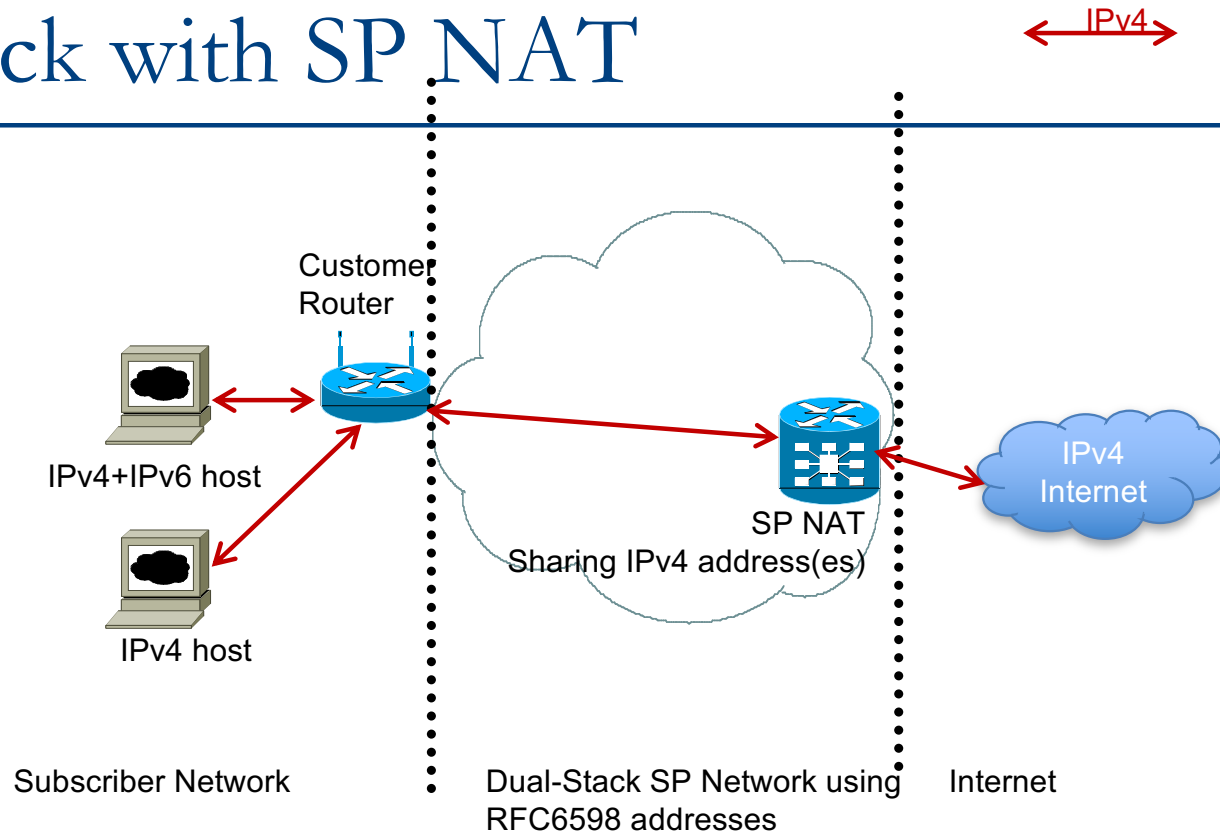 ck with SP NAT
IPv4
Customer
Router
IPv4+IPv6 host
IPv4
Internet
SP NAT
Sharing IPv4 address(es)
IPv4 host
Subscriber Network
Dual-Stack SP Network using
RFC6598 addresses
Internet